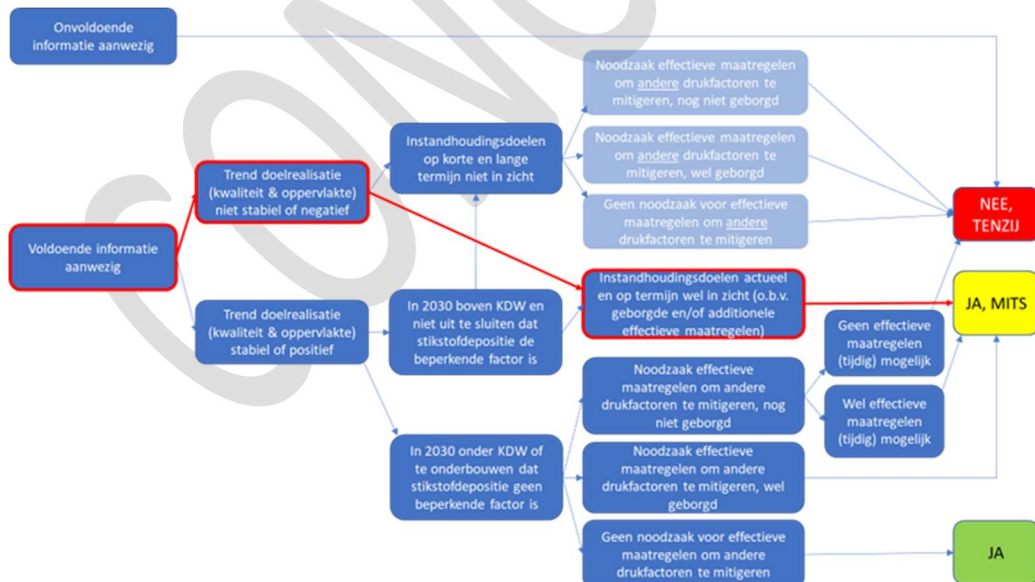 Onvoldoende
informatie aanwezig
Noodzaak effectieve maatregelen
om andere drukfactoren te
mitigeren, nog niet geborgd
Noodzaak effectieve maatregelen
om andere drukfactoren te
mitigeren, wel geborgd
Geen noodzaak voor effectieve
maatregelen om andere
drukfactoren te mitigeren
Instandhoudingsdoelen
op korte en lange
termijn niet in zicht
Trend doelrealisatie
(kwaliteit & oppervlakte)
niet stabiel of negatief
Voldoende informatie
aanwezig
NEE,
TENZIJ
Instandhoudingsdoelen actueel
en op termijn wel in zicht (o.b.v.
geborgde en/of additionele
effectieve maatregelen)
JA, MITS
Trend doelrealisatie
(kwaliteit & oppervlakte)
stabiel of positief
In 2030 boven KDW en
niet uit te sluiten dat
stikstofdepositie de
beperkende factor is
Geen effectieve
maatregelen
(tijdig) mogelijk
Noodzaak effectieve
maatregelen om andere
drukfactoren te mitigeren, nog
niet geborgd
Wel effectieve
maatregelen
(tijdig) mogelijk
In 2030 onder KDW of
te onderbouwen dat
stikstofdepositie geen
beperkende factor is
Noodzaak effectieve
maatregelen om andere
drukfactoren te mitigeren, wel
geborgd
Geen noodzaak voor effectieve
maatregelen om andere
drukfactoren te mitigeren
JA
CONC